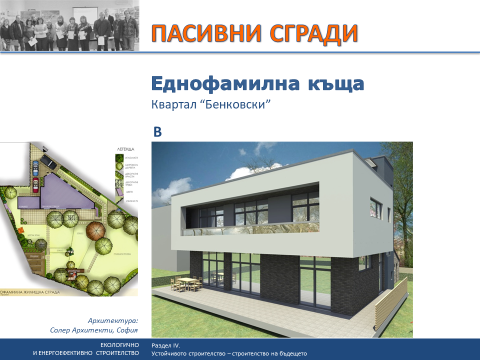 ПАСИВНИ СГРАДИ
Еднофамилна къща
Квартал “Бенковски”
В
ЛЕГЕНДА
Архитектура:
Солер Архитекти, София
ЕКОЛОГИЧНО
И ЕНЕРГОЕФЕКТИВНО СТРОИТЕЛСТВО
Раздел IV.
Устойчивото строителство – строителство на бъдещето